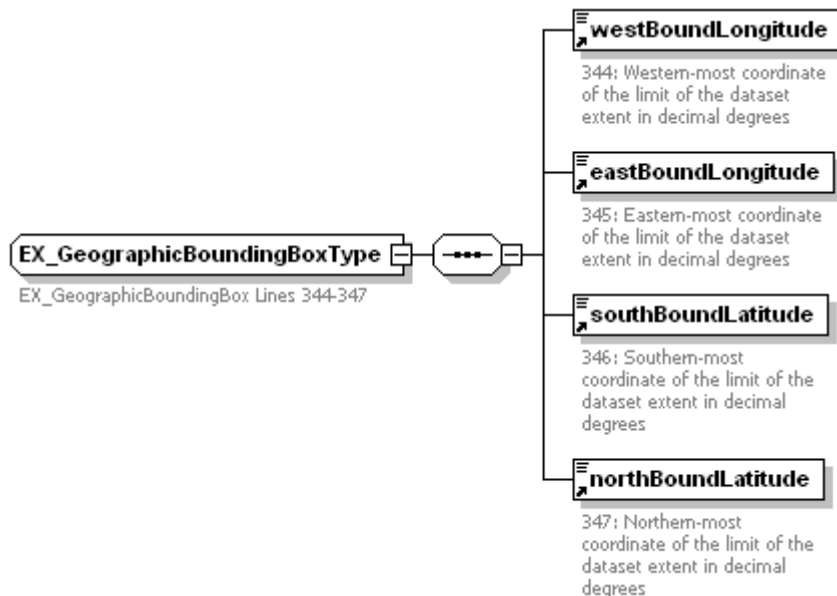 westBoundLongitude
344: Western-most coordinate
of the limit of the dataset
extent in decimal degrees
eastBoundLongitude
345: Eastern-most coordinate
of the limit of the dataset
extent in decimal degrees
EX_GeographicBoundingBoxType
EX_GeographicBoundingBox Lines 344-347
southBoundLatitude
346: Southern-most
coordinate of the limit of the
dataset extent in decimal
degrees
northBoundLatitude
347: Northern-most
coordinate of the limit of the
dataset extent in decimal
degrees